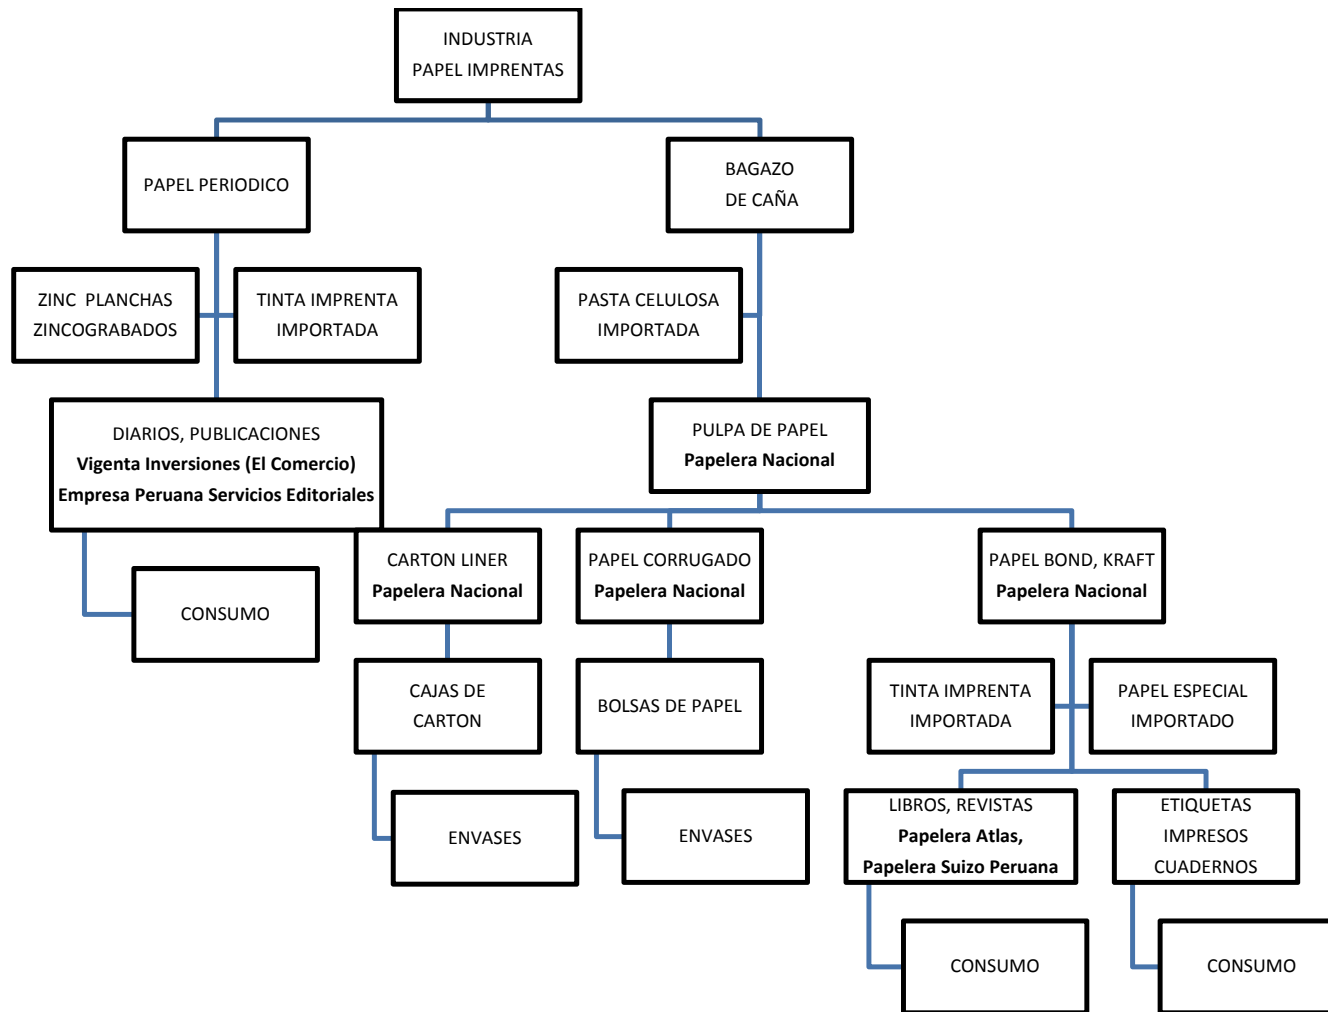 INDUSTRIA
PAPEL IMPRENTAS
PAPEL PERIODICO
BAGAZO
DE CAÑA
ZINC PLANCHAS
ZINCOGRABADOS
TINTA IMPRENTA
IMPORTADA
PASTA CELULOSA
IMPORTADA
DIARIOS, PUBLICACIONES
Vigenta Inversiones (El Comercio)
Empresa Peruana Servicios Editoriales
PULPA DE PAPEL
Papelera Nacional
CONSUMO
CARTON LINER
Papelera Nacional
PAPEL CORRUGADO
Papelera Nacional
PAPEL BOND, KRAFT
Papelera Nacional
CAJAS DE
CARTON
BOLSAS DE PAPEL
TINTA IMPRENTA
IMPORTADA
PAPEL ESPECIAL
IMPORTADO
ENVASES
ENVASES
LIBROS, REVISTAS
Papelera Atlas,
Papelera Suizo Peruana
ETIQUETAS
IMPRESOS
CUADERNOS
CONSUMO
CONSUMO